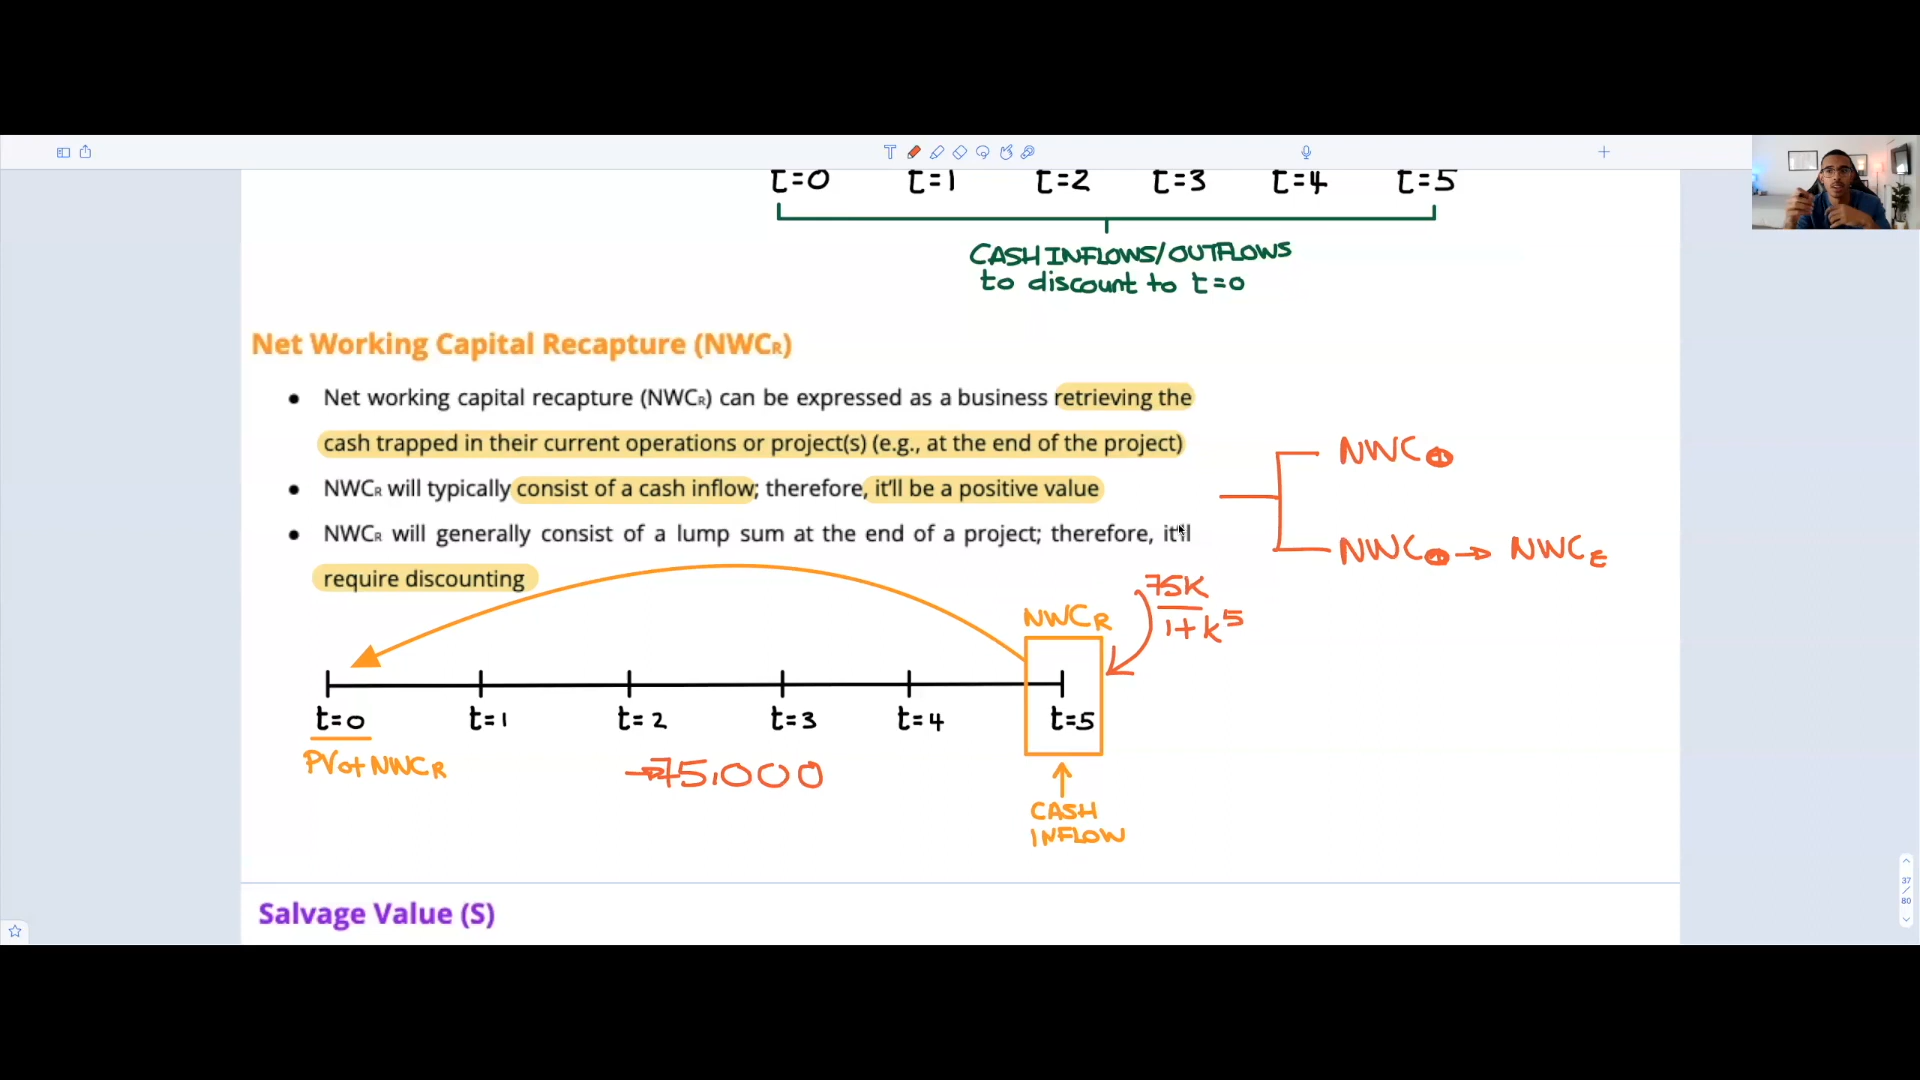 t=0 t=1 t=2 t=3 t=4 t=5
CASH INFLOWS/OUTFLOWS
to discount to t=0
Net Working Capital Recapture (NWCR)
● Net working capital recapture (NWCR) can be expressed as a business retrieving the
cash trapped in their current operations or project(s) (e.g., at the end of the project)
● NWCR will typically consist of a cash inflow; therefore, it'll be a positive value
● NWCR will generally consist of a lump sum at the end of a project; therefore, it'll
require discounting
NWC
NWC → NWCE
75K
1+k5
NWCR
t=0 t=1 t=2 t=3 t=4 t=5
PV of NWCR
75,000
CASH
INFLOW
Salvage Value (S)
37
/
80